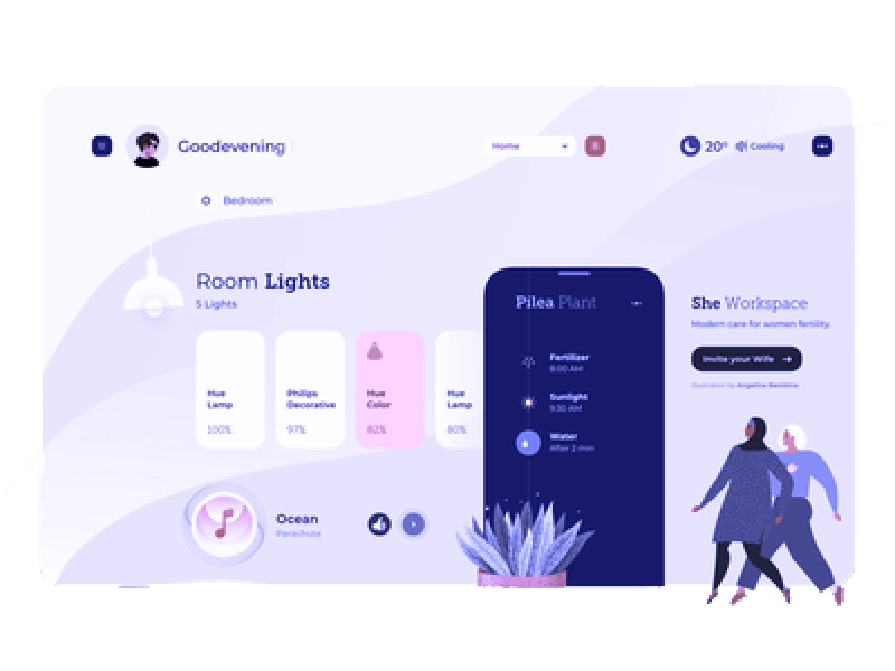 Goodevening
Home
20°
Cooling
Bedroom
Room Lights
5 Lights
Hue Lamp
100%
Philips Decorative
97%
Hue Color
82%
Hue Lamp
80%
Ocean
Parachute
Pilea Plant
Fertilizer
8:00 AM
Sunlight
9:30 AM
Water
After 2 min
She Workspace
Modern care for women fertility.
Invite your Wife →
Illustration by Angelina Bambina